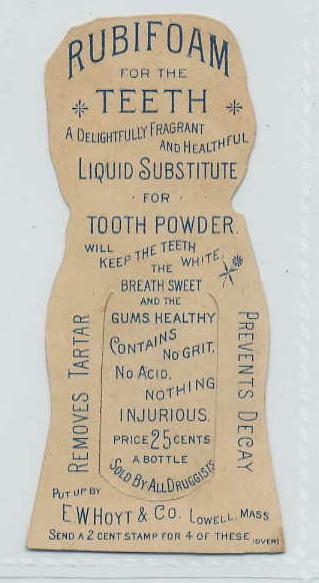 RUBIFOAM
FOR THE
TEETH
A DELIGHTFULLY FRAGRANT
AND HEALTHFUL
LIQUID SUBSTITUTE
· FOR ·
TOOTH POWDER.
WILL
KEEP THE TEETH
WHITE,
THE
BREATH SWEET
AND THE
GUMS HEALTHY
CONTAINS
NO GRIT,
NO ACID,
NOTHING
INJURIOUS.
PRICE 25 CENTS
A BOTTLE
SOLD BY ALL DRUGGISTS
REMOVES TARTAR
PREVENTS DECAY
PUT UP BY
E.W HOYT & CO. LOWELL, MASS
SEND A 2 CENT STAMP FOR 4 OF THESE (OVER)